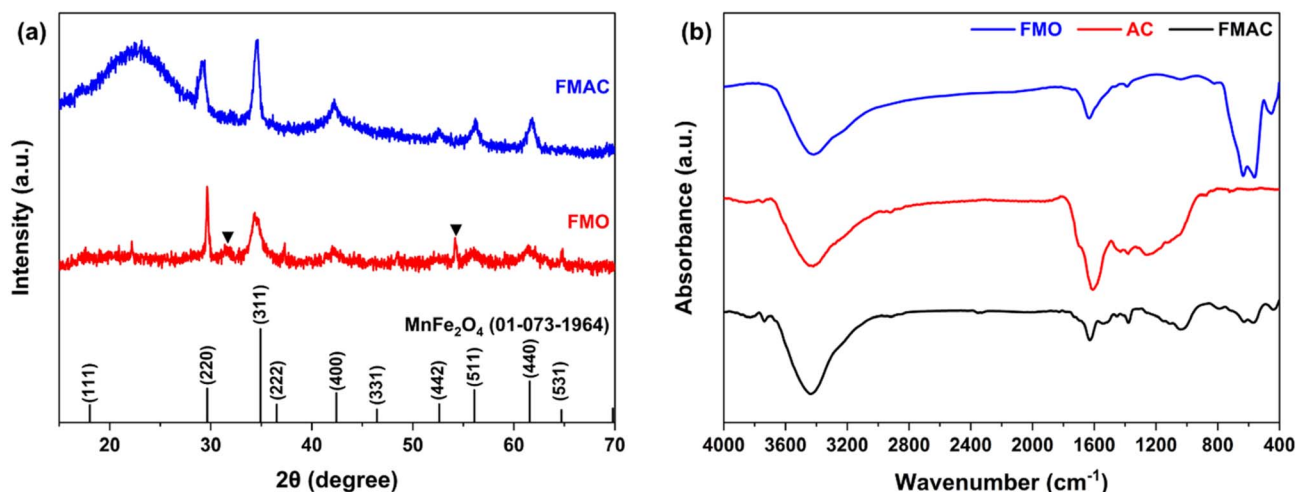 (a)
FMAC
FMO
MnFe₂O₄ (01-073-1964)
(111)
(220)
(311)
(222)
(400)
(331)
(442)
(511)
(440)
(531)
20 30 40 50 60 70
2θ (degree)
Intensity (a.u.)
(b)
FMO AC FMAC
Absorbance (a.u.)
4000 3600 3200 2800 2400 2000 1600 1200 800 400
Wavenumber (cm⁻¹)